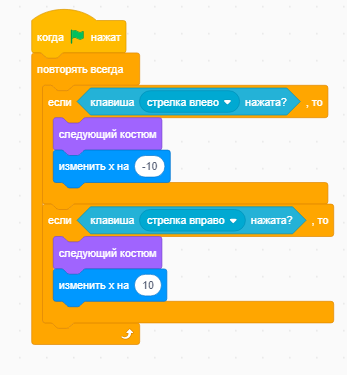 когда нажат
повторять всегда
если клавиша стрелка влево нажата? , то
следующий костюм
изменить x на -10
если клавиша стрелка вправо нажата? , то
следующий костюм
изменить x на 10